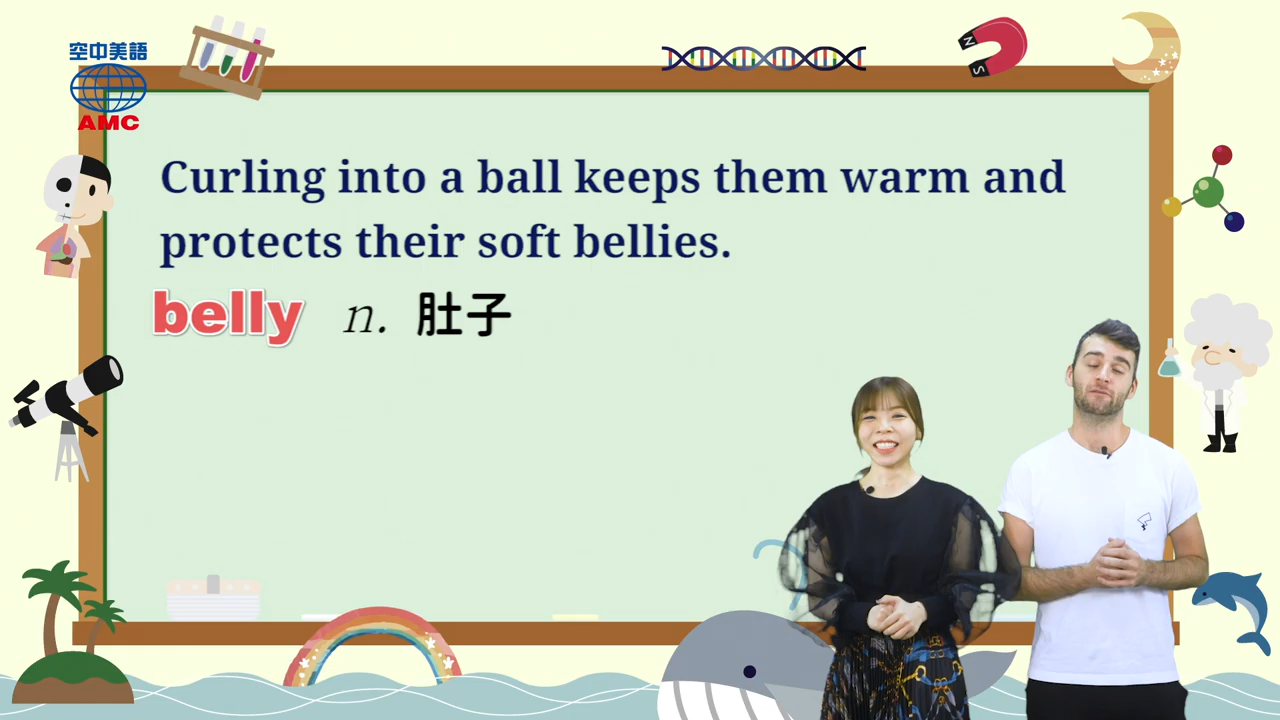 空中美語
AMC
N
S
Curling into a ball keeps them warm and
protects their soft bellies.
belly n. 肚子